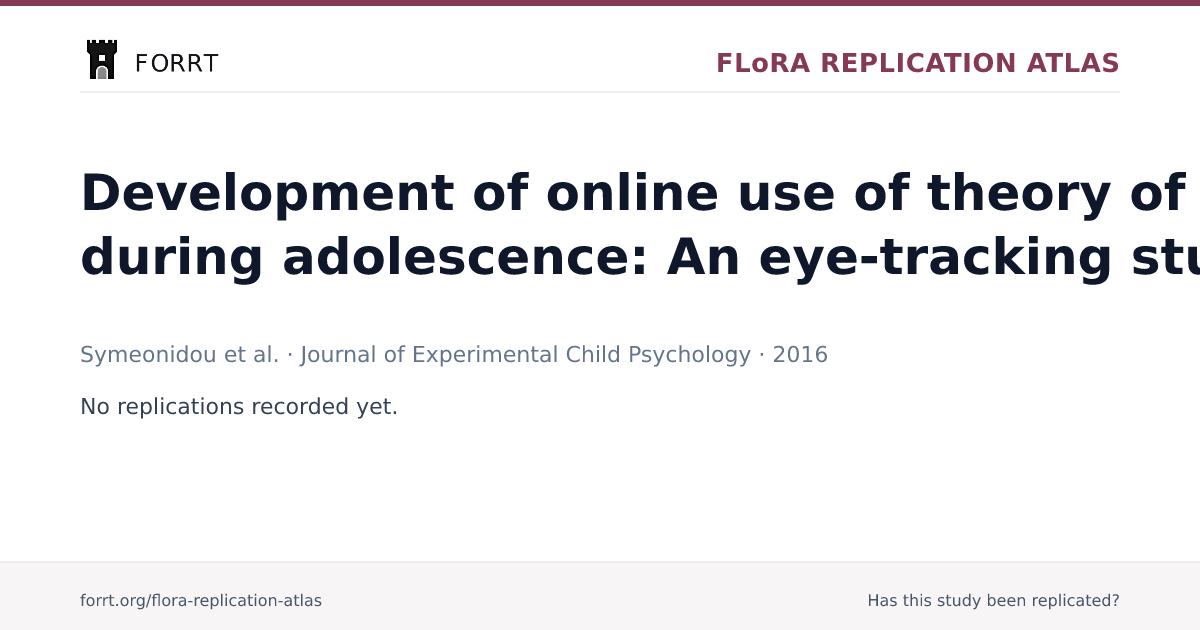 FORRT
FLoRA REPLICATION ATLAS
Development of online use of theory of
during adolescence: An eye-tracking stu
Symeonidou et al. · Journal of Experimental Child Psychology · 2016
No replications recorded yet.
forrt.org/flora-replication-atlas
Has this study been replicated?